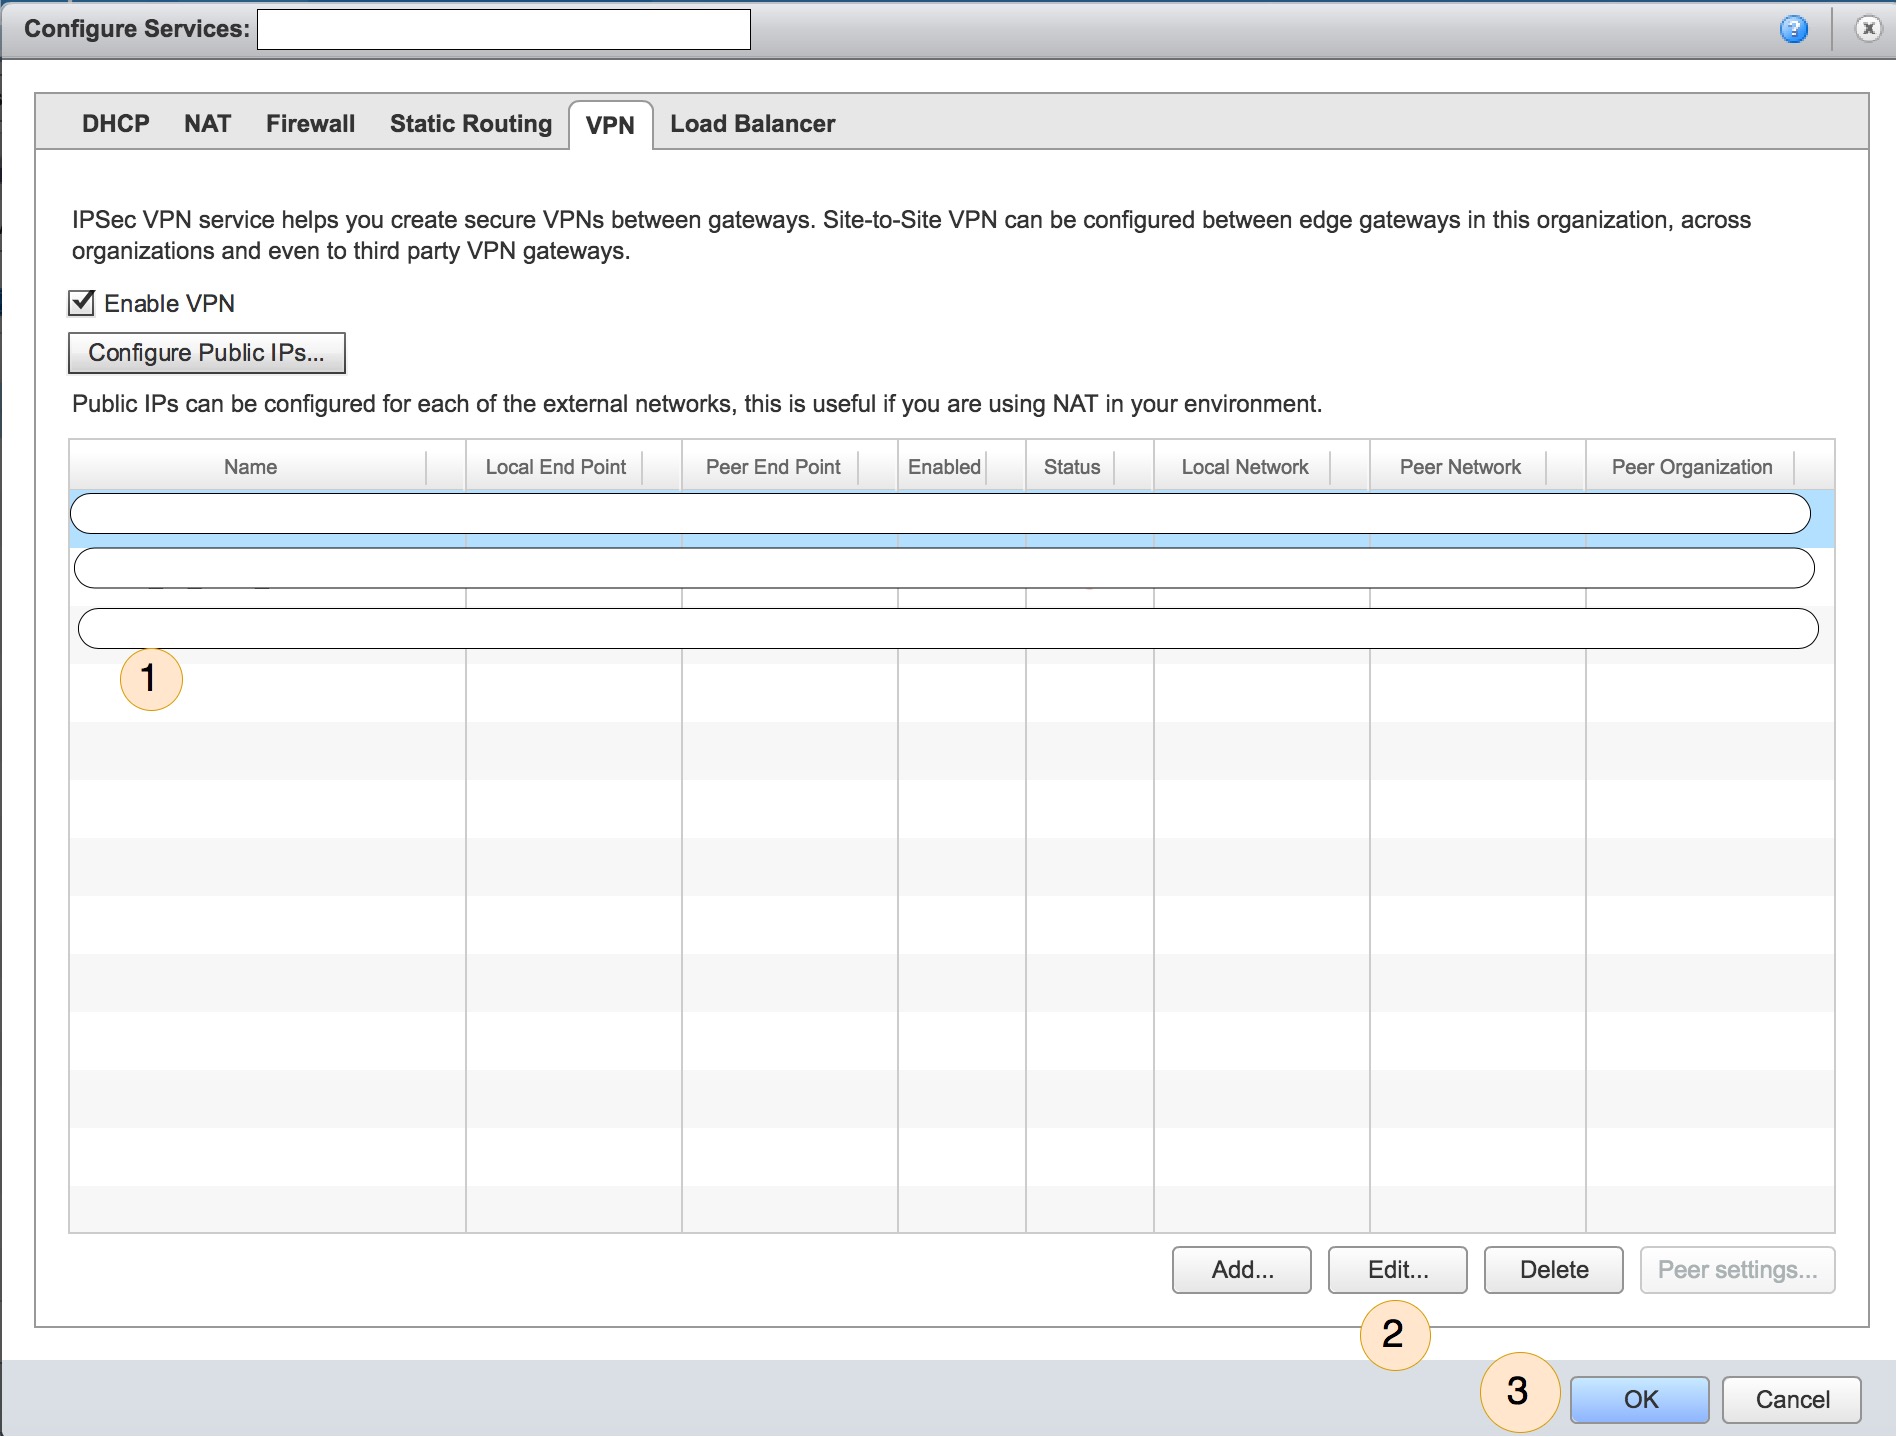 Configure Services:
DHCP NAT Firewall Static Routing VPN Load Balancer
IPSec VPN service helps you create secure VPNs between gateways. Site-to-Site VPN can be configured between edge gateways in this organization, across
organizations and even to third party VPN gateways.
Enable VPN
Configure Public IPs...
Public IPs can be configured for each of the external networks, this is useful if you are using NAT in your environment.
Name Local End Point Peer End Point Enabled Status Local Network Peer Network Peer Organization
1
Add... Edit... Delete Peer settings...
2
3 OK Cancel